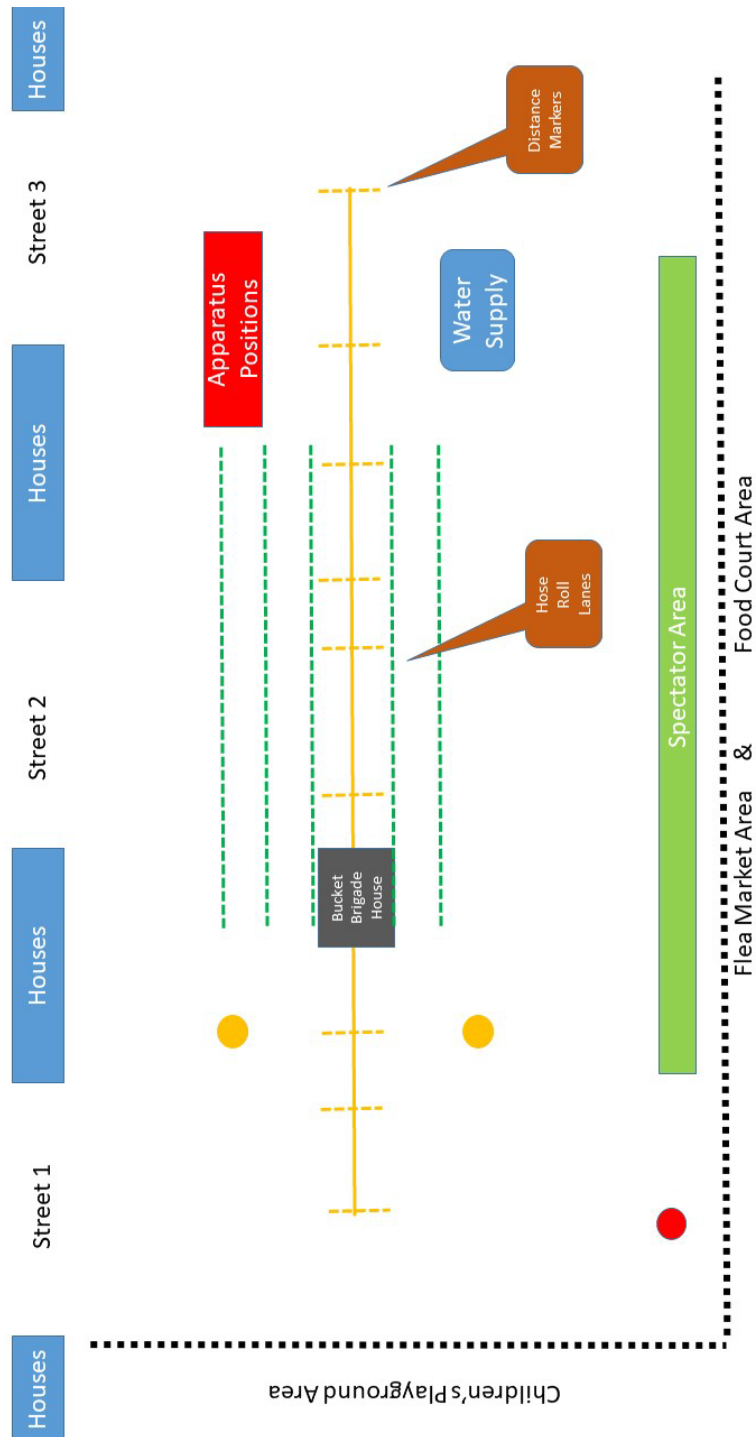 Houses
Street 1
Houses
Street 2
Houses
Street 3
Houses
Apparatus
Positions
Distance
Markers
Water
Supply
Bucket
Brigade
House
Hose
Roll
Lanes
Spectator Area
Children's Playground Area
Flea Market Area & Food Court Area